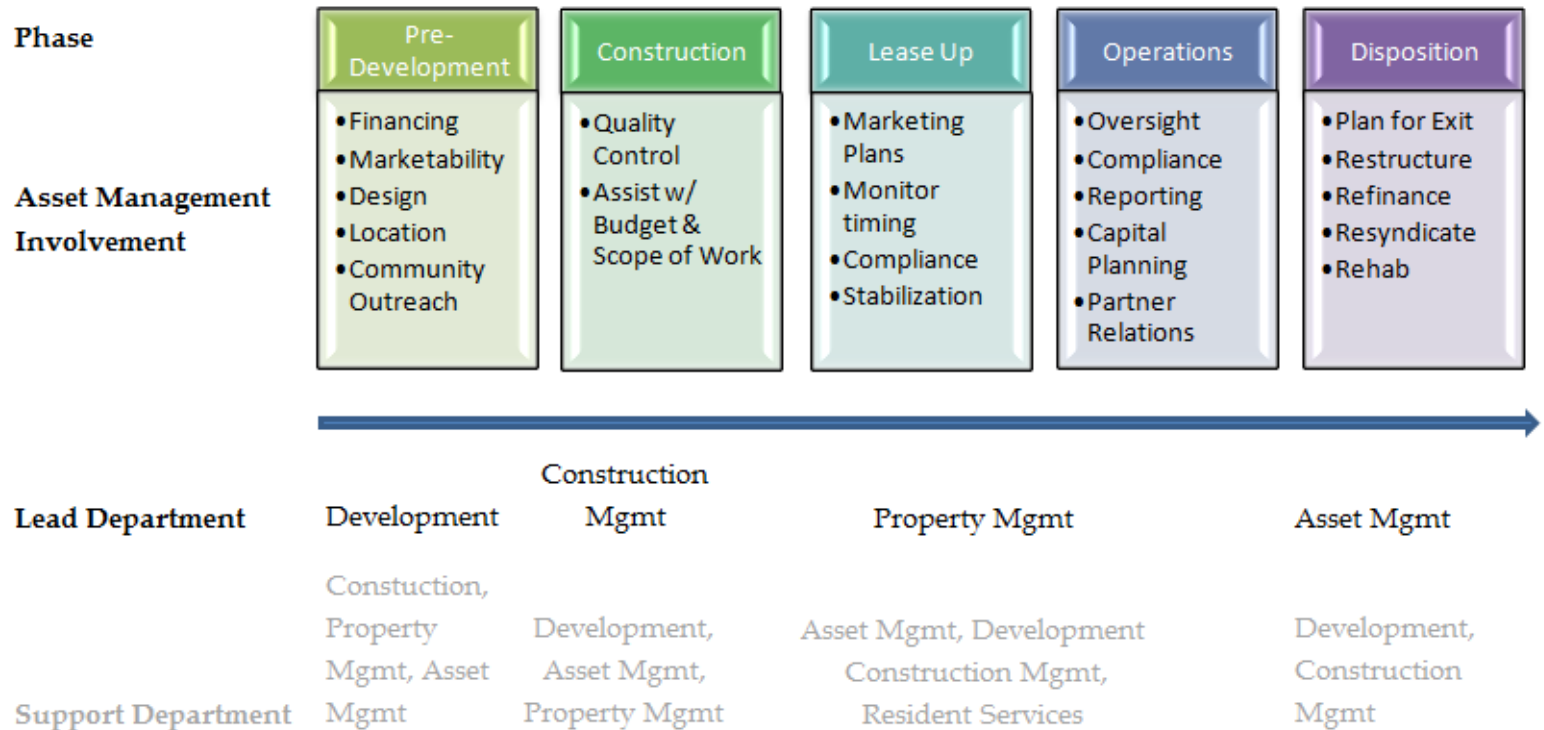 Phase
Pre-
Development
Construction
Lease Up
Operations
Disposition
Asset Management
Involvement
•Financing
•Marketability
•Design
•Location
•Community
Outreach
•Quality
Control
•Assist w/
Budget &
Scope of Work
•Marketing
Plans
•Monitor
timing
•Compliance
•Stabilization
•Oversight
•Compliance
•Reporting
•Capital
Planning
•Partner
Relations
•Plan for Exit
•Restructure
•Refinance
•Resyndicate
•Rehab
Lead Department
Development
Construction
Mgmt
Property Mgmt
Asset Mgmt
Support Department
Constuction,
Property
Mgmt, Asset
Mgmt
Development,
Asset Mgmt,
Property Mgmt
Asset Mgmt, Development
Construction Mgmt,
Resident Services
Development,
Construction
Mgmt